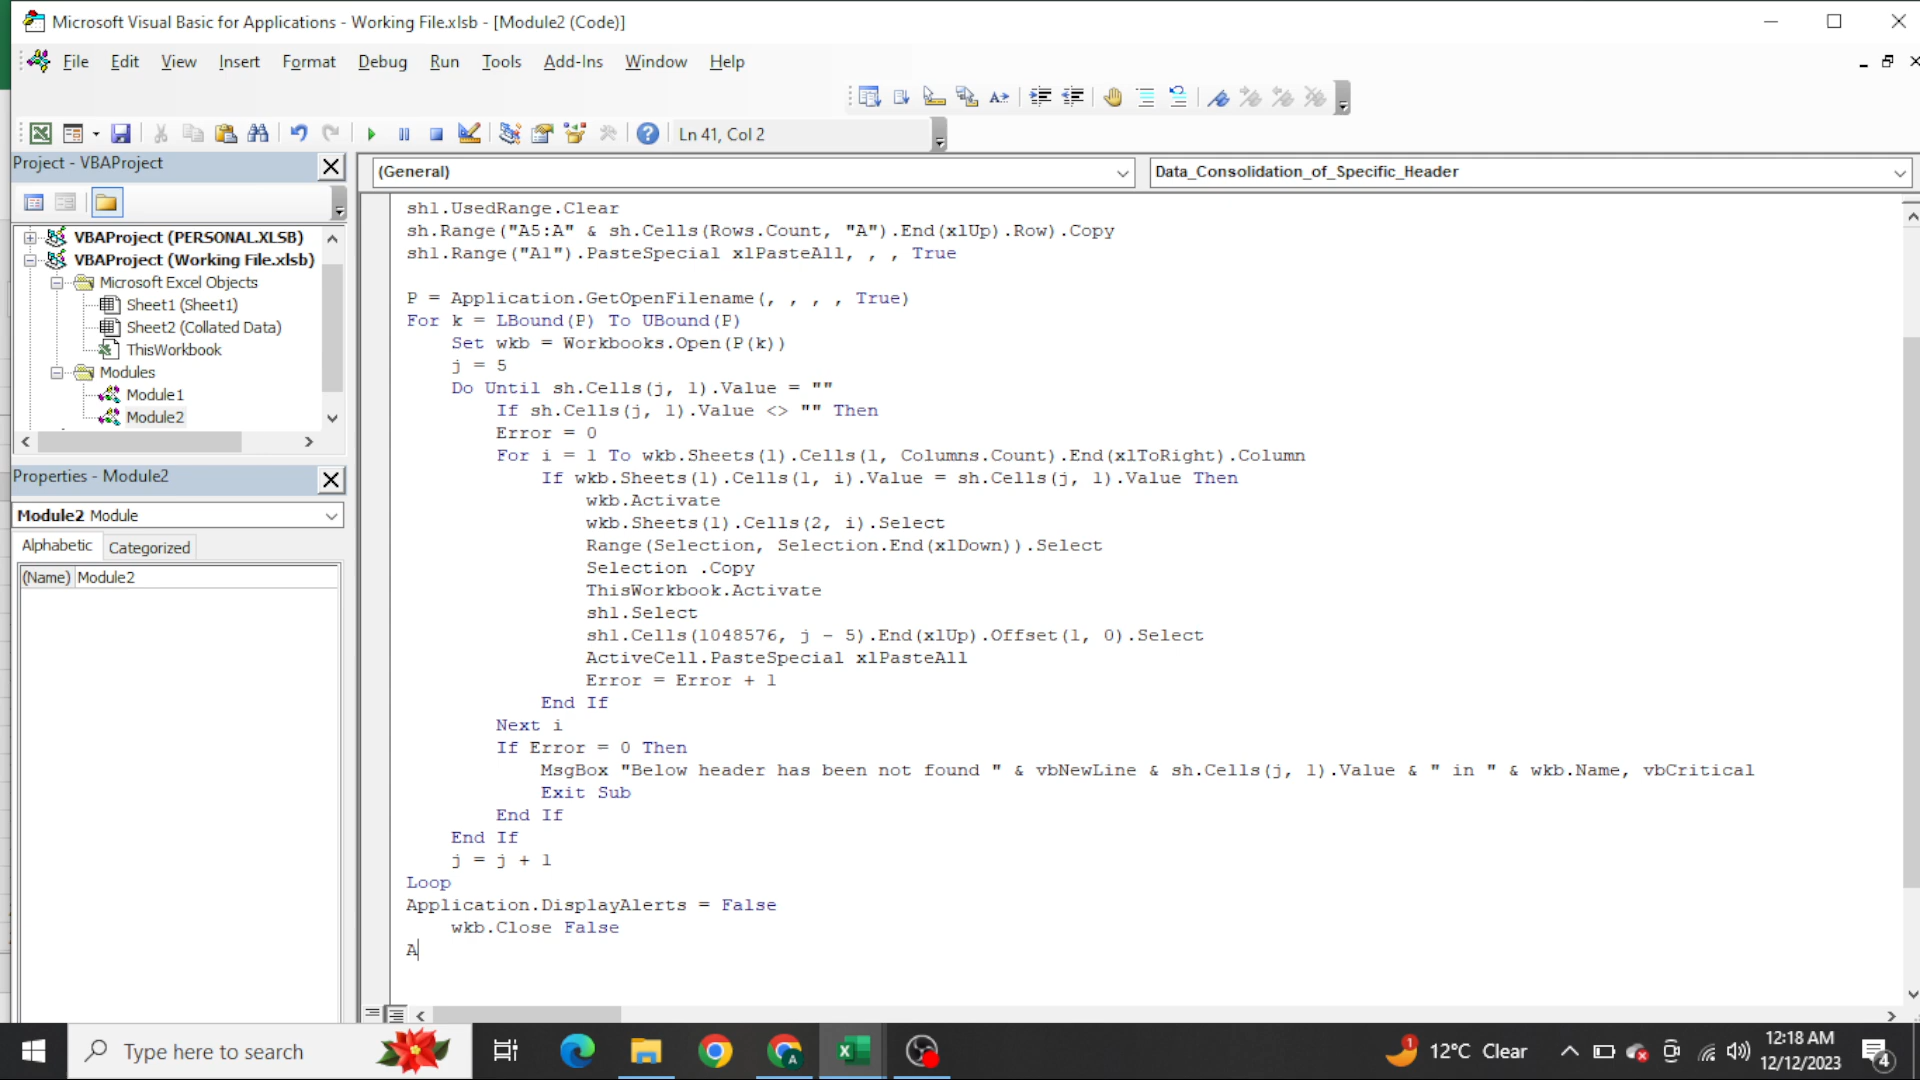 Microsoft Visual Basic for Applications - Working File.xlsb - [Module2 (Code)]
File Edit View Insert Format Debug Run Tools Add-Ins Window Help
Ln 41, Col 2
Project - VBAProject
(General)
Data_Consolidation_of_Specific_Header
VBAProject (PERSONAL.XLSB)
VBAProject (Working File.xlsb)
Microsoft Excel Objects
Sheet1 (Sheet1)
Sheet2 (Collated Data)
ThisWorkbook
Modules
Module1
Module2
Properties - Module2
Module2 Module
Alphabetic Categorized
(Name) Module2
sh1.UsedRange.Clear
sh.Range("A5:A" & sh.Cells(Rows.Count, "A").End(xlUp).Row).Copy
sh1.Range("A1").PasteSpecial xlPasteAll, , , True
P = Application.GetOpenFilename(, , , , True)
For k = LBound(P) To UBound(P)
Set wkb = Workbooks.Open(P(k))
j = 5
Do Until sh.Cells(j, 1).Value = ""
If sh.Cells(j, 1).Value <> "" Then
Error = 0
For i = 1 To wkb.Sheets(1).Cells(1, Columns.Count).End(xlToRight).Column
If wkb.Sheets(1).Cells(1, i).Value = sh.Cells(j, 1).Value Then
wkb.Activate
wkb.Sheets(1).Cells(2, i).Select
Range(Selection, Selection.End(xlDown)).Select
Selection .Copy
ThisWorkbook.Activate
sh1.Select
sh1.Cells(1048576, j - 5).End(xlUp).Offset(1, 0).Select
ActiveCell.PasteSpecial xlPasteAll
Error = Error + 1
End If
Next i
If Error = 0 Then
MsgBox "Below header has been not found " & vbNewLine & sh.Cells(j, 1).Value & " in " & wkb.Name, vbCritical
Exit Sub
End If
End If
j = j + 1
Loop
Application.DisplayAlerts = False
wkb.Close False
A
Type here to search
1
12°C Clear
12:18 AM
12/12/2023
4